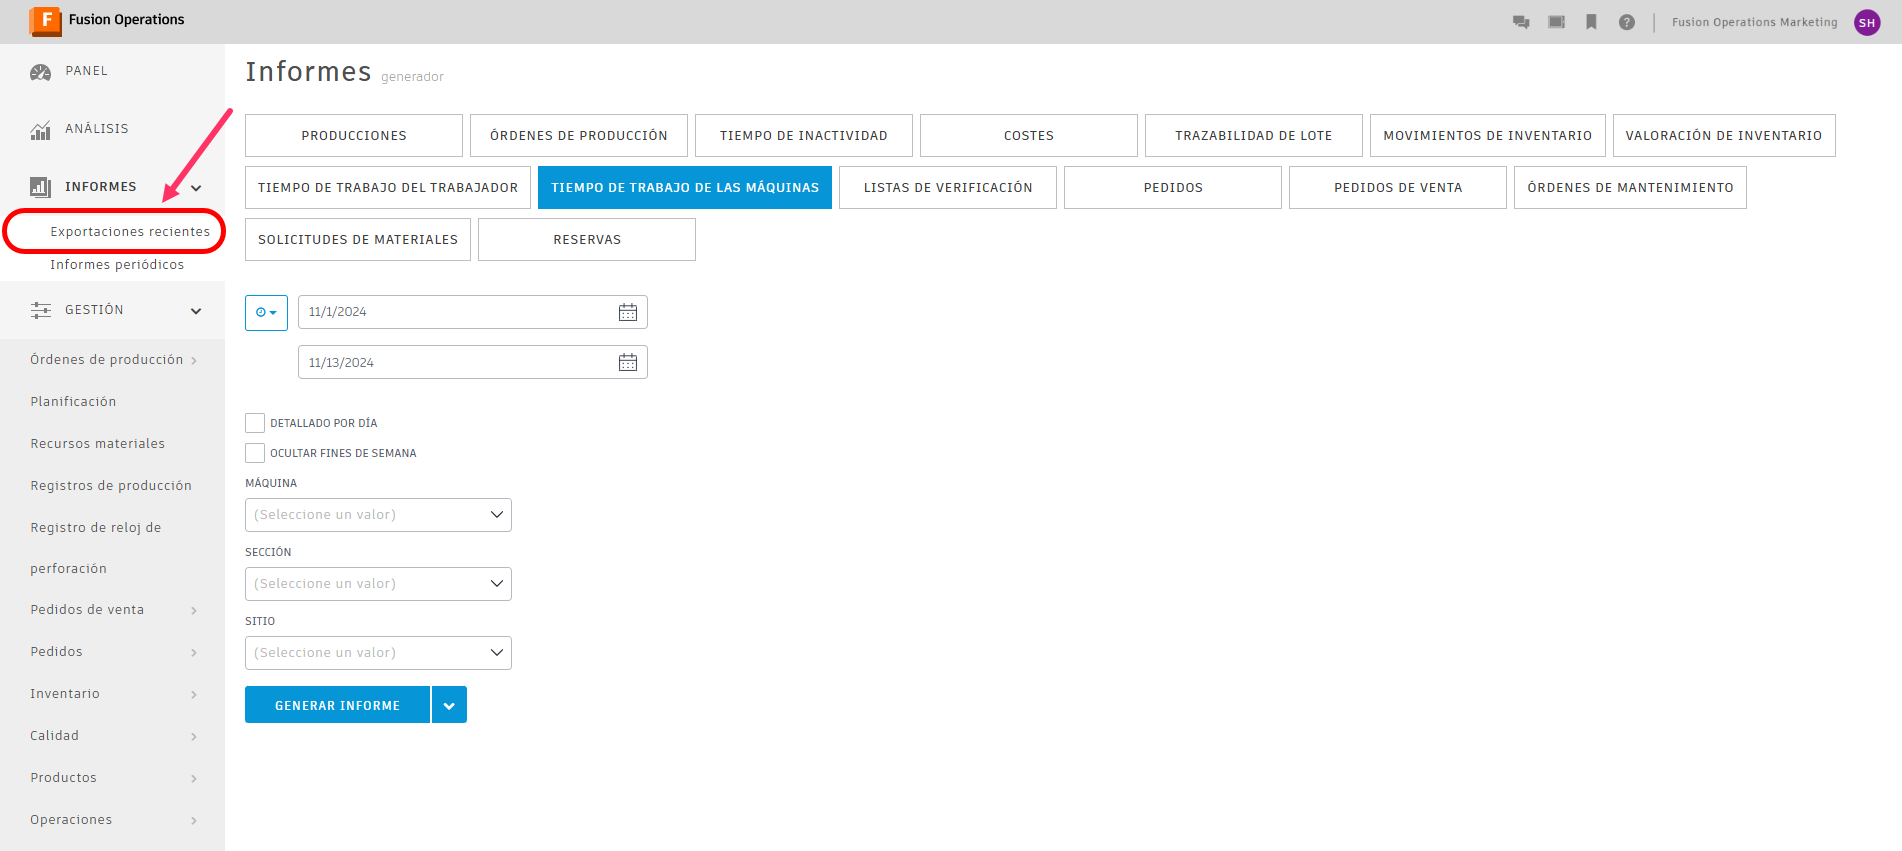 F Fusion Operations
? Fusion Operations Marketing SH
PANEL
ANÁLISIS
INFORMES
Exportaciones recientes
Informes periódicos
GESTIÓN
Órdenes de producción
Planificación
Recursos materiales
Registros de producción
Registro de reloj de
perforación
Pedidos de venta
Pedidos
Inventario
Calidad
Productos
Operaciones
Informes generador
PRODUCCIONES ÓRDENES DE PRODUCCIÓN TIEMPO DE INACTIVIDAD COSTES TRAZABILIDAD DE LOTE MOVIMIENTOS DE INVENTARIO VALORACIÓN DE INVENTARIO
TIEMPO DE TRABAJO DEL TRABAJADOR TIEMPO DE TRABAJO DE LAS MÁQUINAS LISTAS DE VERIFICACIÓN PEDIDOS PEDIDOS DE VENTA ÓRDENES DE MANTENIMIENTO
SOLICITUDES DE MATERIALES RESERVAS
11/1/2024
11/13/2024
DETALLADO POR DÍA
OCULTAR FINES DE SEMANA
MÁQUINA
(Seleccione un valor)
SECCIÓN
(Seleccione un valor)
SITIO
(Seleccione un valor)
GENERAR INFORME